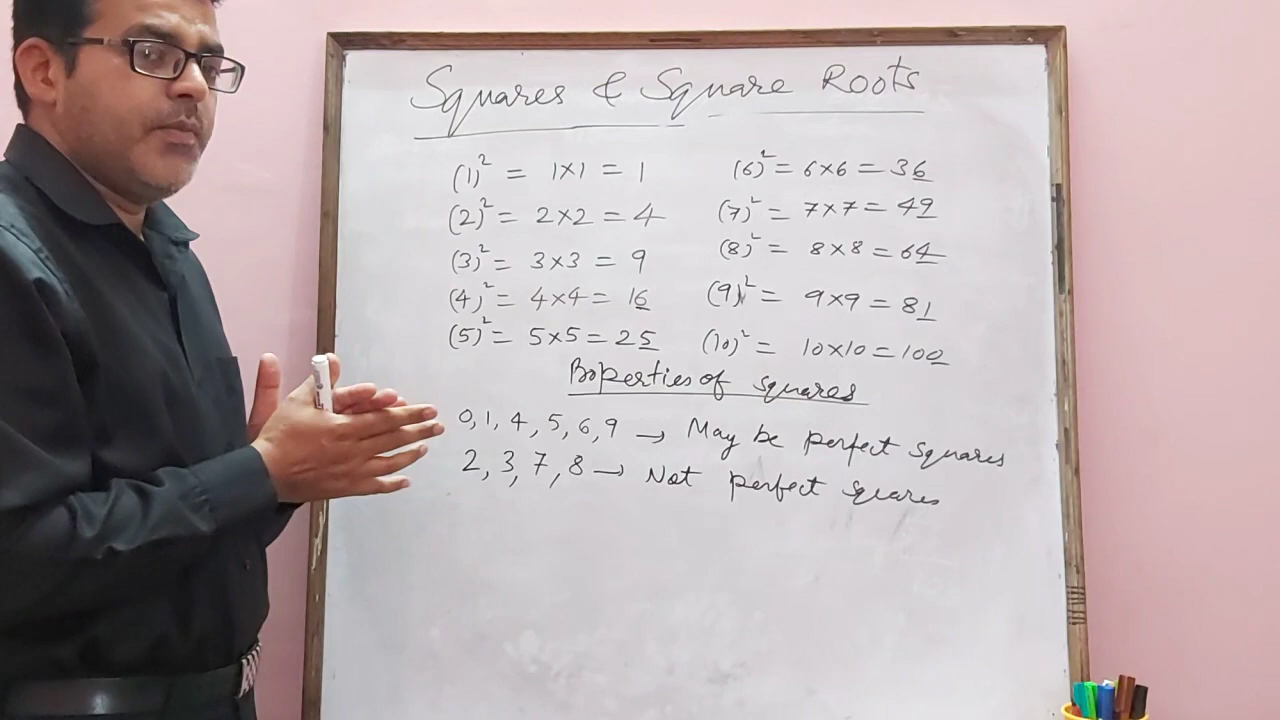 Squares & Square Roots
(1)² = 1×1 = 1
(2)² = 2×2 = 4
(3)² = 3×3 = 9
(4)² = 4×4 = 16
(5)² = 5×5 = 25
(6)² = 6×6 = 36
(7)² = 7×7 = 49
(8)² = 8×8 = 64
(9)² = 9×9 = 81
(10)² = 10×10 = 100
Properties of squares
0, 1, 4, 5, 6, 9 → May be perfect squares
2, 3, 7, 8 → Not perfect squares